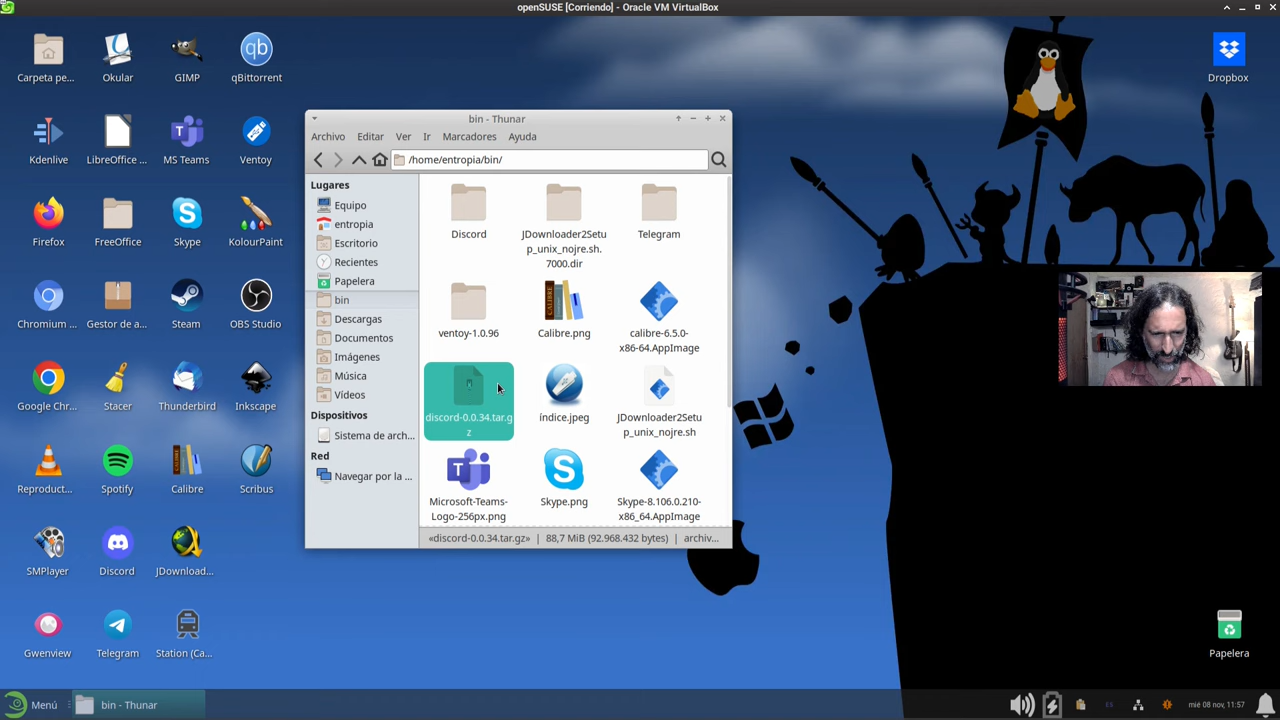 openSUSE [Corriendo] - Oracle VM VirtualBox
Carpeta pe...
Okular
GIMP
qBittorrent
Dropbox
Kdenlive
LibreOffice ...
MS Teams
Ventoy
Firefox
FreeOffice
Skype
KolourPaint
Chromium ...
Gestor de a...
Steam
OBS Studio
Google Chr...
Stacer
Thunderbird
Inkscape
Reproduct...
Spotify
Calibre
Scribus
SMPlayer
Discord
JDownload...
Gwenview
Telegram
Station (Ca...
bin - Thunar
Archivo Editar Ver Ir Marcadores Ayuda
/home/entropia/bin/
Lugares
Equipo
entropia
Escritorio
Recientes
Papelera
bin
Descargas
Documentos
Imágenes
Música
Vídeos
Dispositivos
Sistema de arch...
Red
Navegar por la ...
Discord
JDownloader2Setu
p_unix_nojre.sh.
7000.dir
Telegram
ventoy-1.0.96
CALIBRE
Calibre.png
calibre-6.5.0-
x86-64.AppImage
discord-0.0.34.tar.g
z
índice.jpeg
JDownloader2Setu
p_unix_nojre.sh
Microsoft-Teams-
Logo-256px.png
Skype.png
Skype-8.106.0.210-
x86_64.AppImage
«discord-0.0.34.tar.gz» | 88,7 MiB (92.968.432 bytes) | archiv...
Papelera
Menú
bin - Thunar
ES
mié 08 nov, 11:57